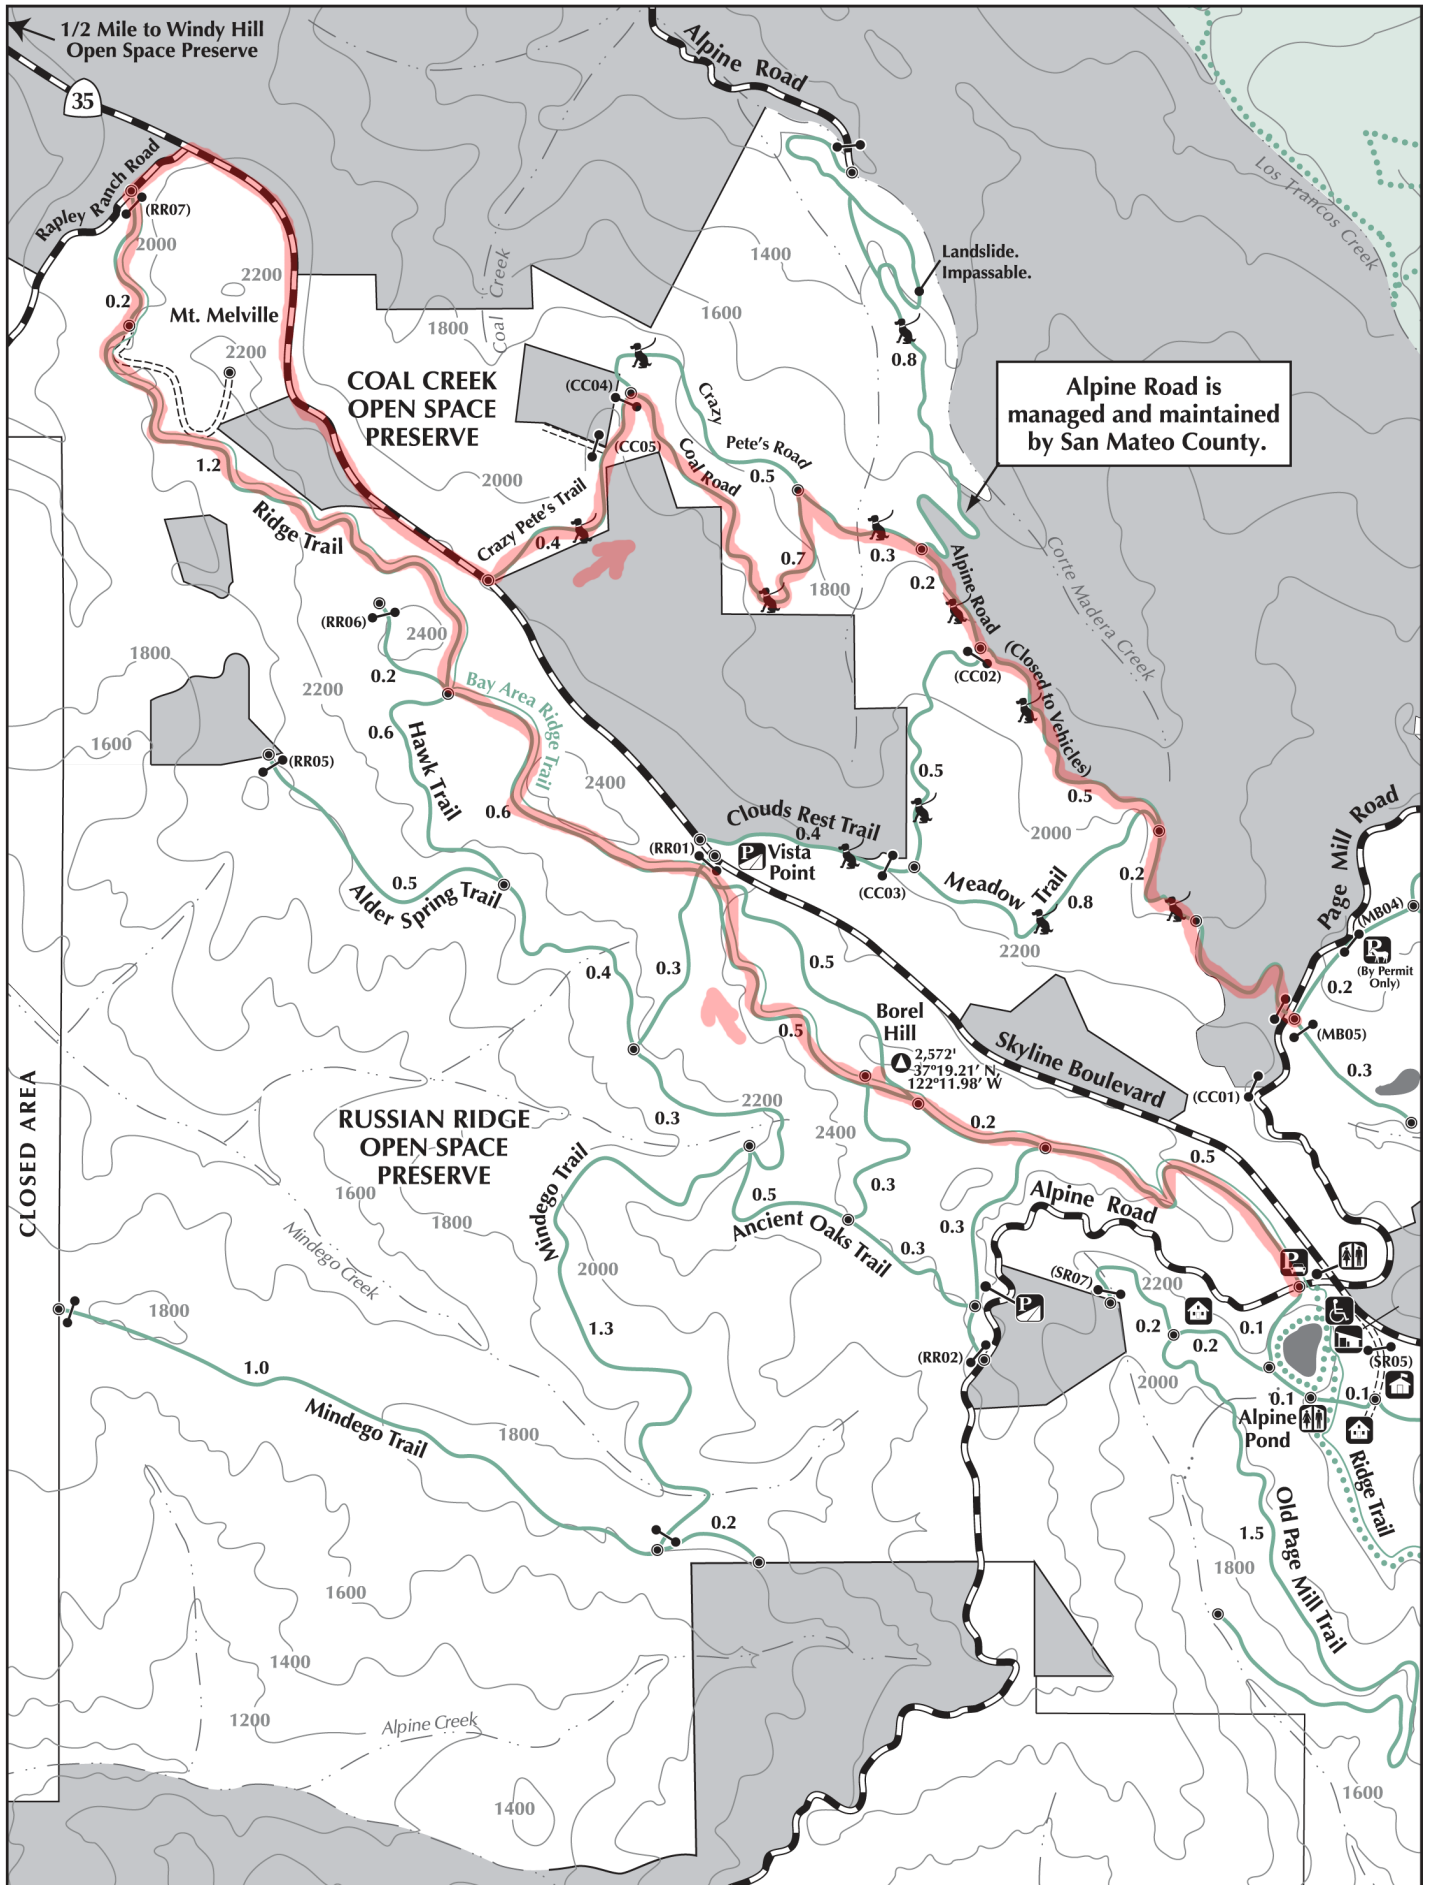 1/2 Mile to Windy Hill
Open Space Preserve
35
Alpine Road
Rapley Ranch Road
(RR07)
2000
2200
0.2
Mt. Melville
2200
Coal Creek
1800
1400
1600
Los Trancos Creek
Landslide.
Impassable.
0.8
COAL CREEK
OPEN SPACE
PRESERVE
(CC04)
(CC05)
Crazy
Pete's Road
0.5
Coal Road
Alpine Road is
managed and maintained
by San Mateo County.
1.2
Ridge Trail
2000
Crazy Pete's Trail
0.4
0.7
1800
0.3
0.2
Alpine Road
(Closed to Vehicles)
Corte Madera Creek
(CC02)
(RR06)
2400
0.2
1800
2200
1600
Bay Area Ridge Trail
0.6
Hawk Trail
(RR05)
2400
0.6
0.5
0.5
2000
Clouds Rest Trail
0.4
(RR01)
P
Vista
Point
(CC03)
Meadow Trail
0.8
0.2
Page Mill Road
(MB04)
P
(By Permit
Only)
0.2
(MB05)
0.3
(CC01)
0.5
Alder Spring Trail
0.4
0.3
0.5
2200
Borel
Hill
2,572'
37º19.21' N,
122º11.98' W
0.5
Skyline Boulevard
CLOSED AREA
RUSSIAN RIDGE
OPEN SPACE
PRESERVE
0.3
2200
2400
0.2
0.5
1600
1800
Mindego Trail
0.5
0.3
Ancient Oaks Trail
0.3
0.3
Alpine Road
Mindego Creek
2000
1800
1.3
(RR02)
P
(SR07)
2200
P
0.2
0.2
0.1
(SR05)
2000
0.1
0.1
Alpine
Pond
Ridge Trail
1.0
Mindego Trail
1800
0.2
1.5
Old Page Mill Trail
1800
1600
1400
1200
Alpine Creek
1400
1600